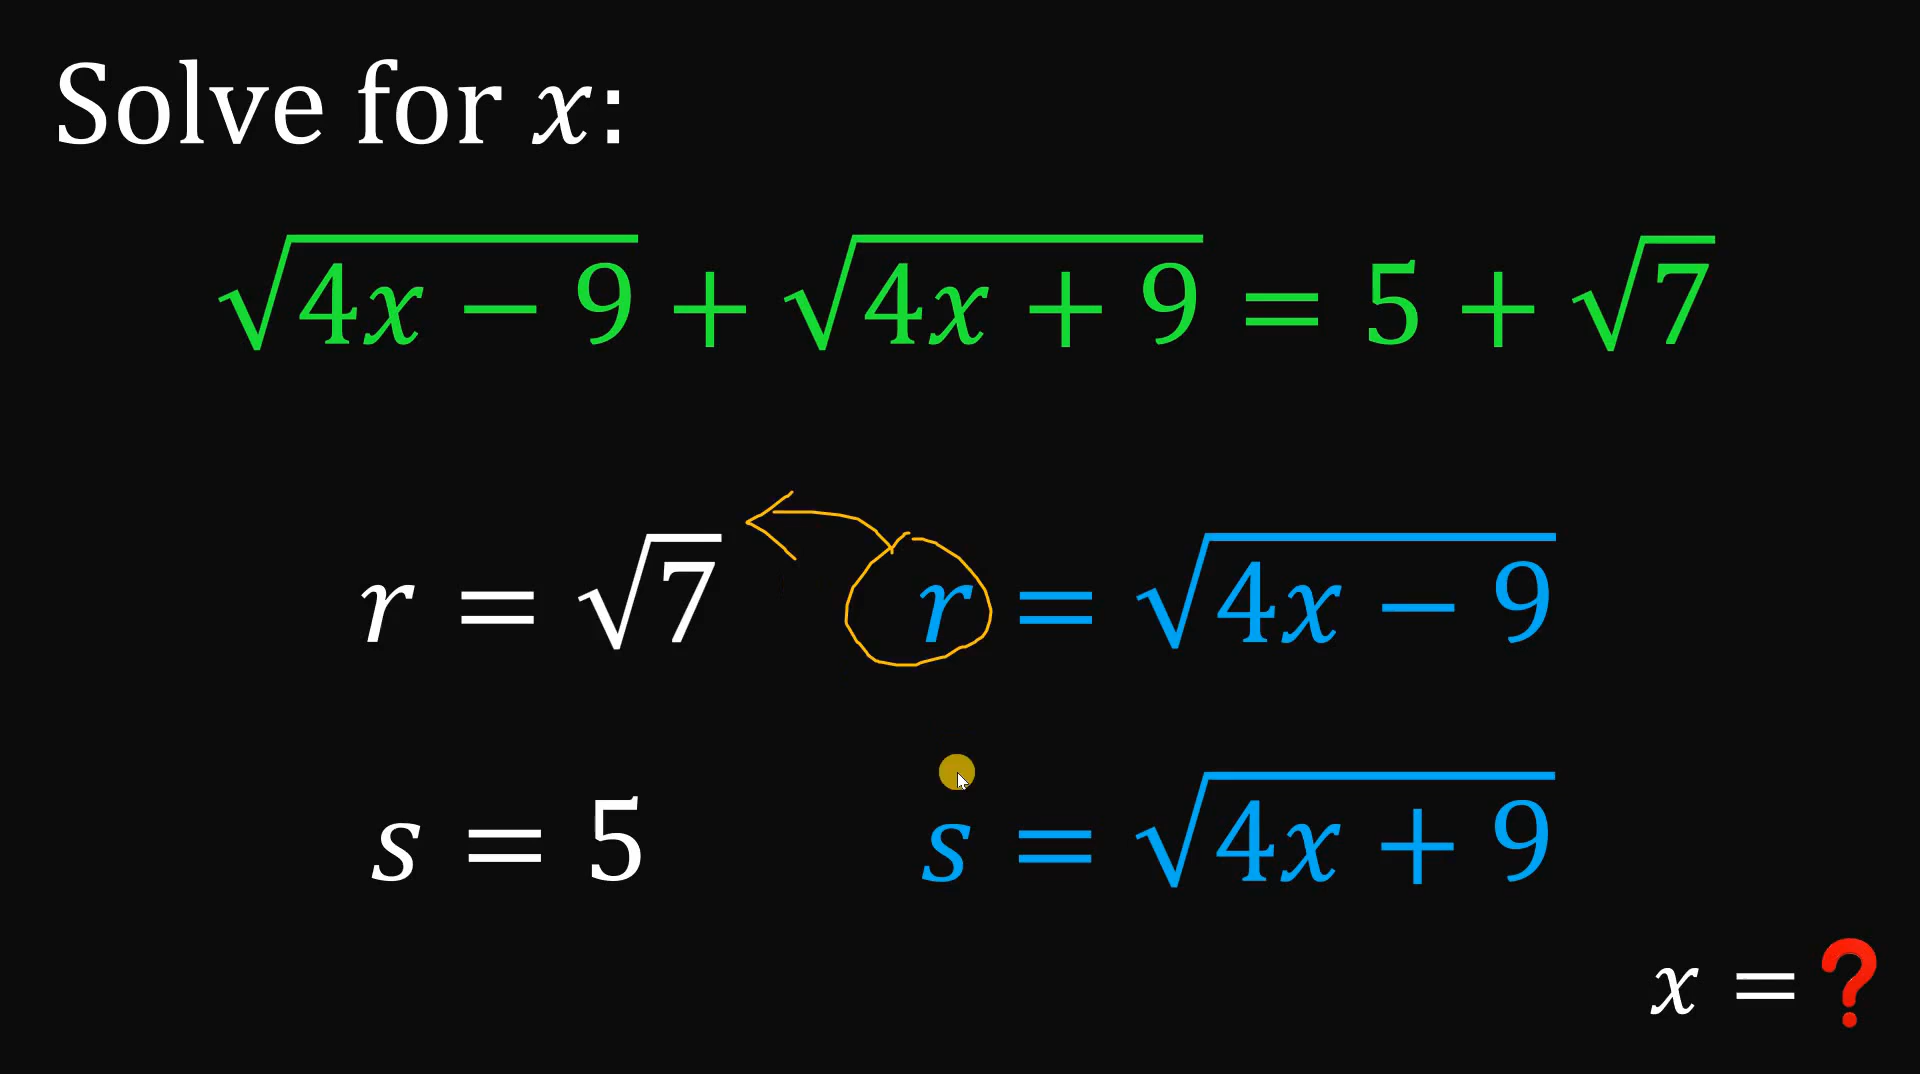 Solve for x:
√(4x − 9) + √(4x + 9) = 5 + √7
r = √7
r = √(4x − 9)
s = 5
s = √(4x + 9)
x = ❓